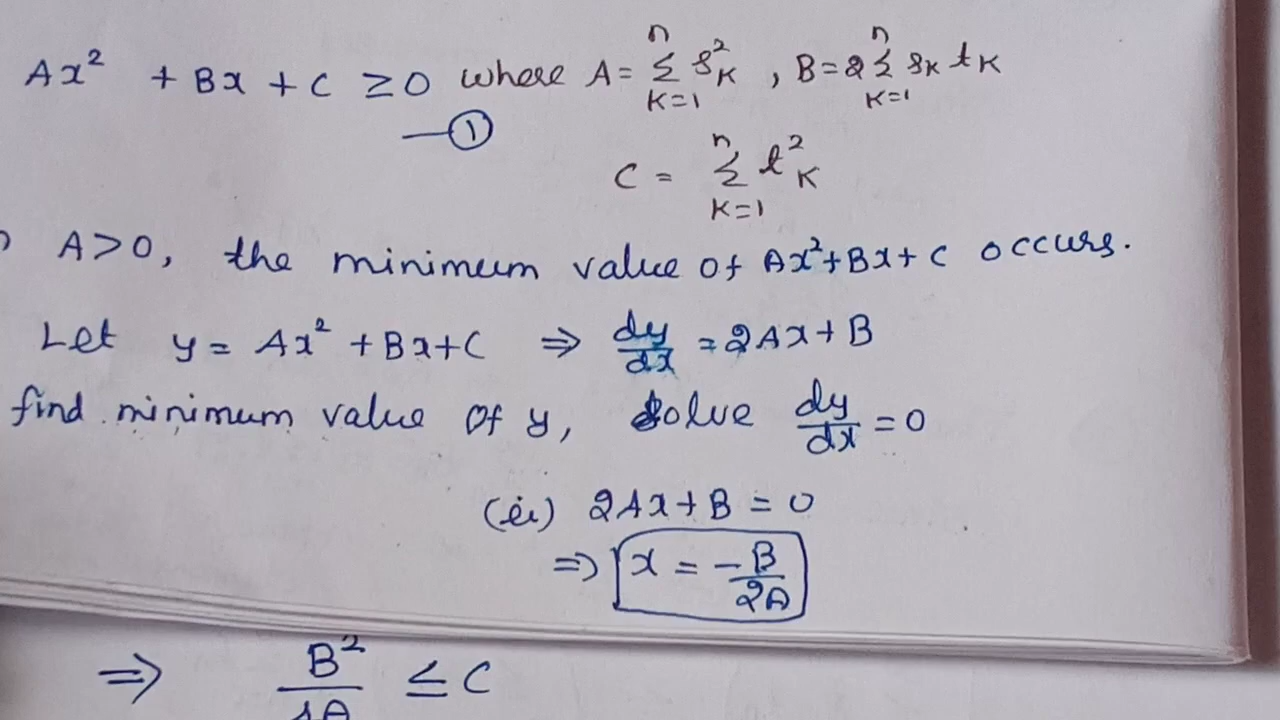 Ax² + Bx + C ≥ 0 where A = Σ_{K=1}^{n} s²_K , B = 2 Σ_{K=1}^{n} s_K t_K
—①
C = Σ_{K=1}^{n} t²_K
A > 0, the minimum value of Ax² + Bx + C occurs.
Let y = Ax² + Bx + C ⇒ dy/dx = 2Ax + B
find minimum value of y, solve dy/dx = 0
(ie) 2Ax + B = 0
⇒ x = -B/2A
⇒ B²/4A ≤ C